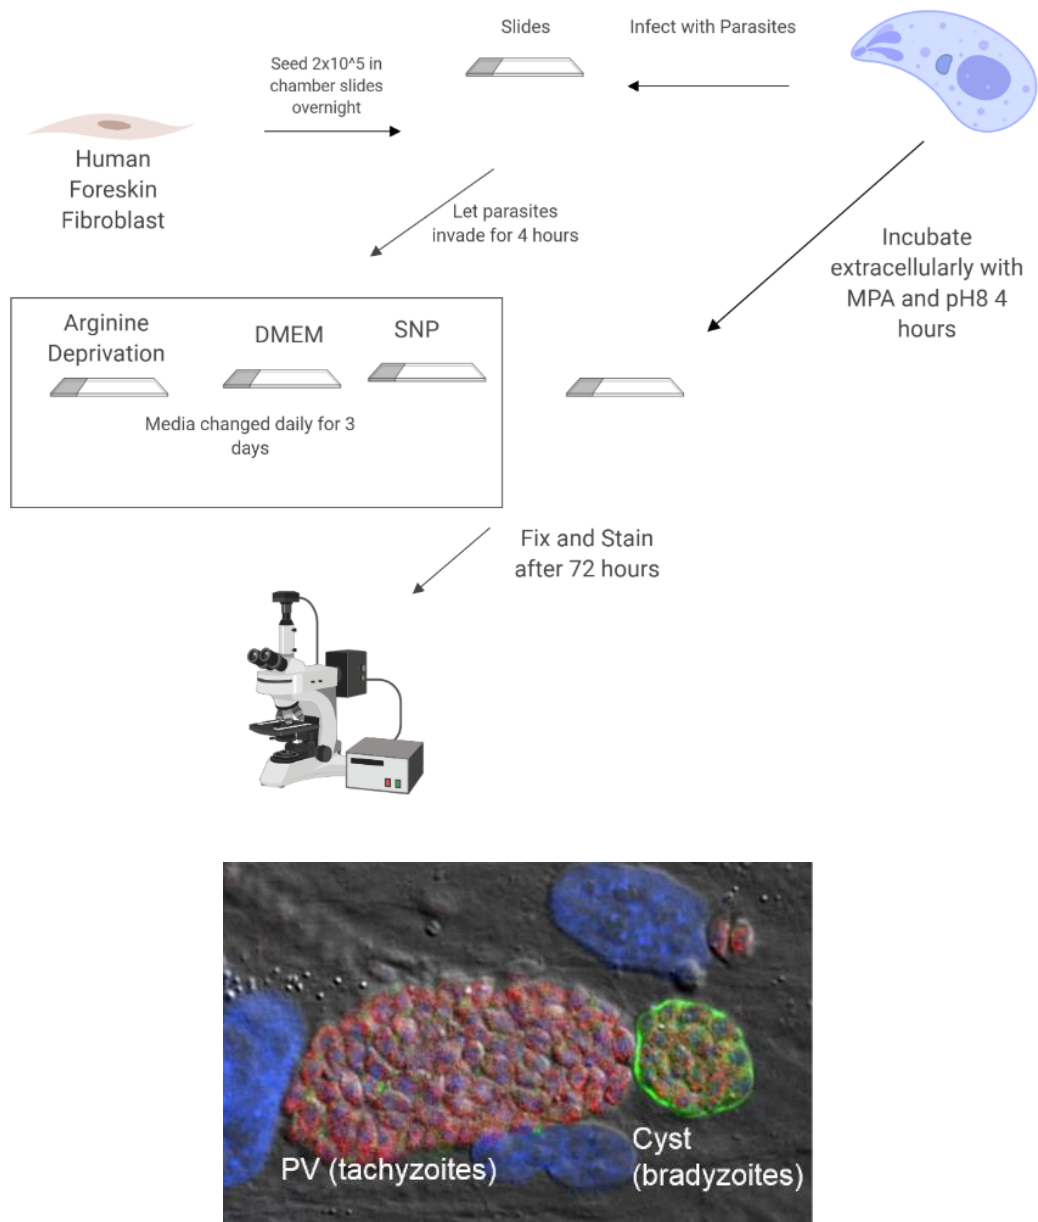 Slides
Infect with Parasites
Seed 2x10^5 in
chamber slides
overnight
Human
Foreskin
Fibroblast
Let parasites
invade for 4 hours
Incubate
extracellularly with
MPA and pH8 4
hours
Arginine
Deprivation
DMEM
SNP
Media changed daily for 3
days
Fix and Stain
after 72 hours
PV (tachyzoites)
Cyst
(bradyzoites)